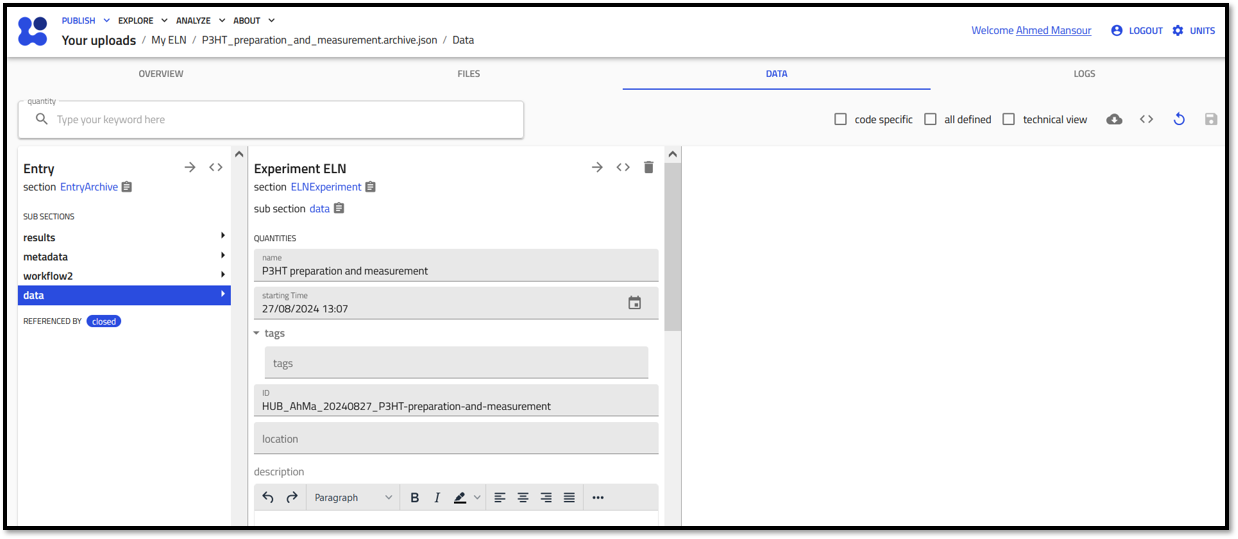 PUBLISH EXPLORE ANALYZE ABOUT
Your uploads / My ELN / P3HT_preparation_and_measurement.archive.json / Data
Welcome Ahmed Mansour LOGOUT UNITS
OVERVIEW FILES DATA LOGS
quantity
Type your keyword here
code specific all defined technical view <>
Entry <>
section EntryArchive
SUB SECTIONS
results
metadata
workflow2
data
REFERENCED BY closed
Experiment ELN <>
section ELNExperiment
sub section data
QUANTITIES
name
P3HT preparation and measurement
starting Time
27/08/2024 13:07
tags
tags
ID
HUB_AhMa_20240827_P3HT-preparation-and-measurement
location
description
Paragraph B I